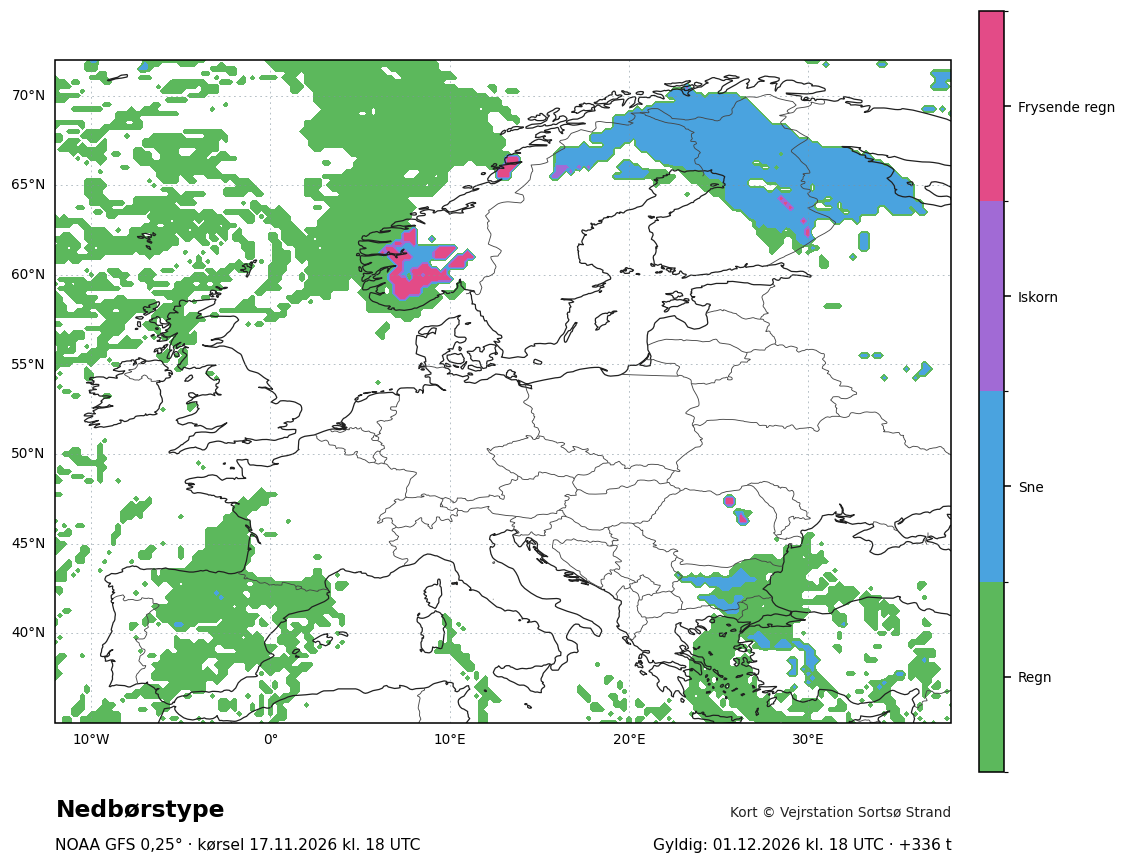 Frysende regn
Iskorn
Sne
Regn
70°N
65°N
60°N
55°N
50°N
45°N
40°N
10°W
0°
10°E
20°E
30°E
Nedbørstype
Kort © Vejrstation Sortsø Strand
NOAA GFS 0,25° · kørsel 17.11.2026 kl. 18 UTC
Gyldig: 01.12.2026 kl. 18 UTC · +336 t